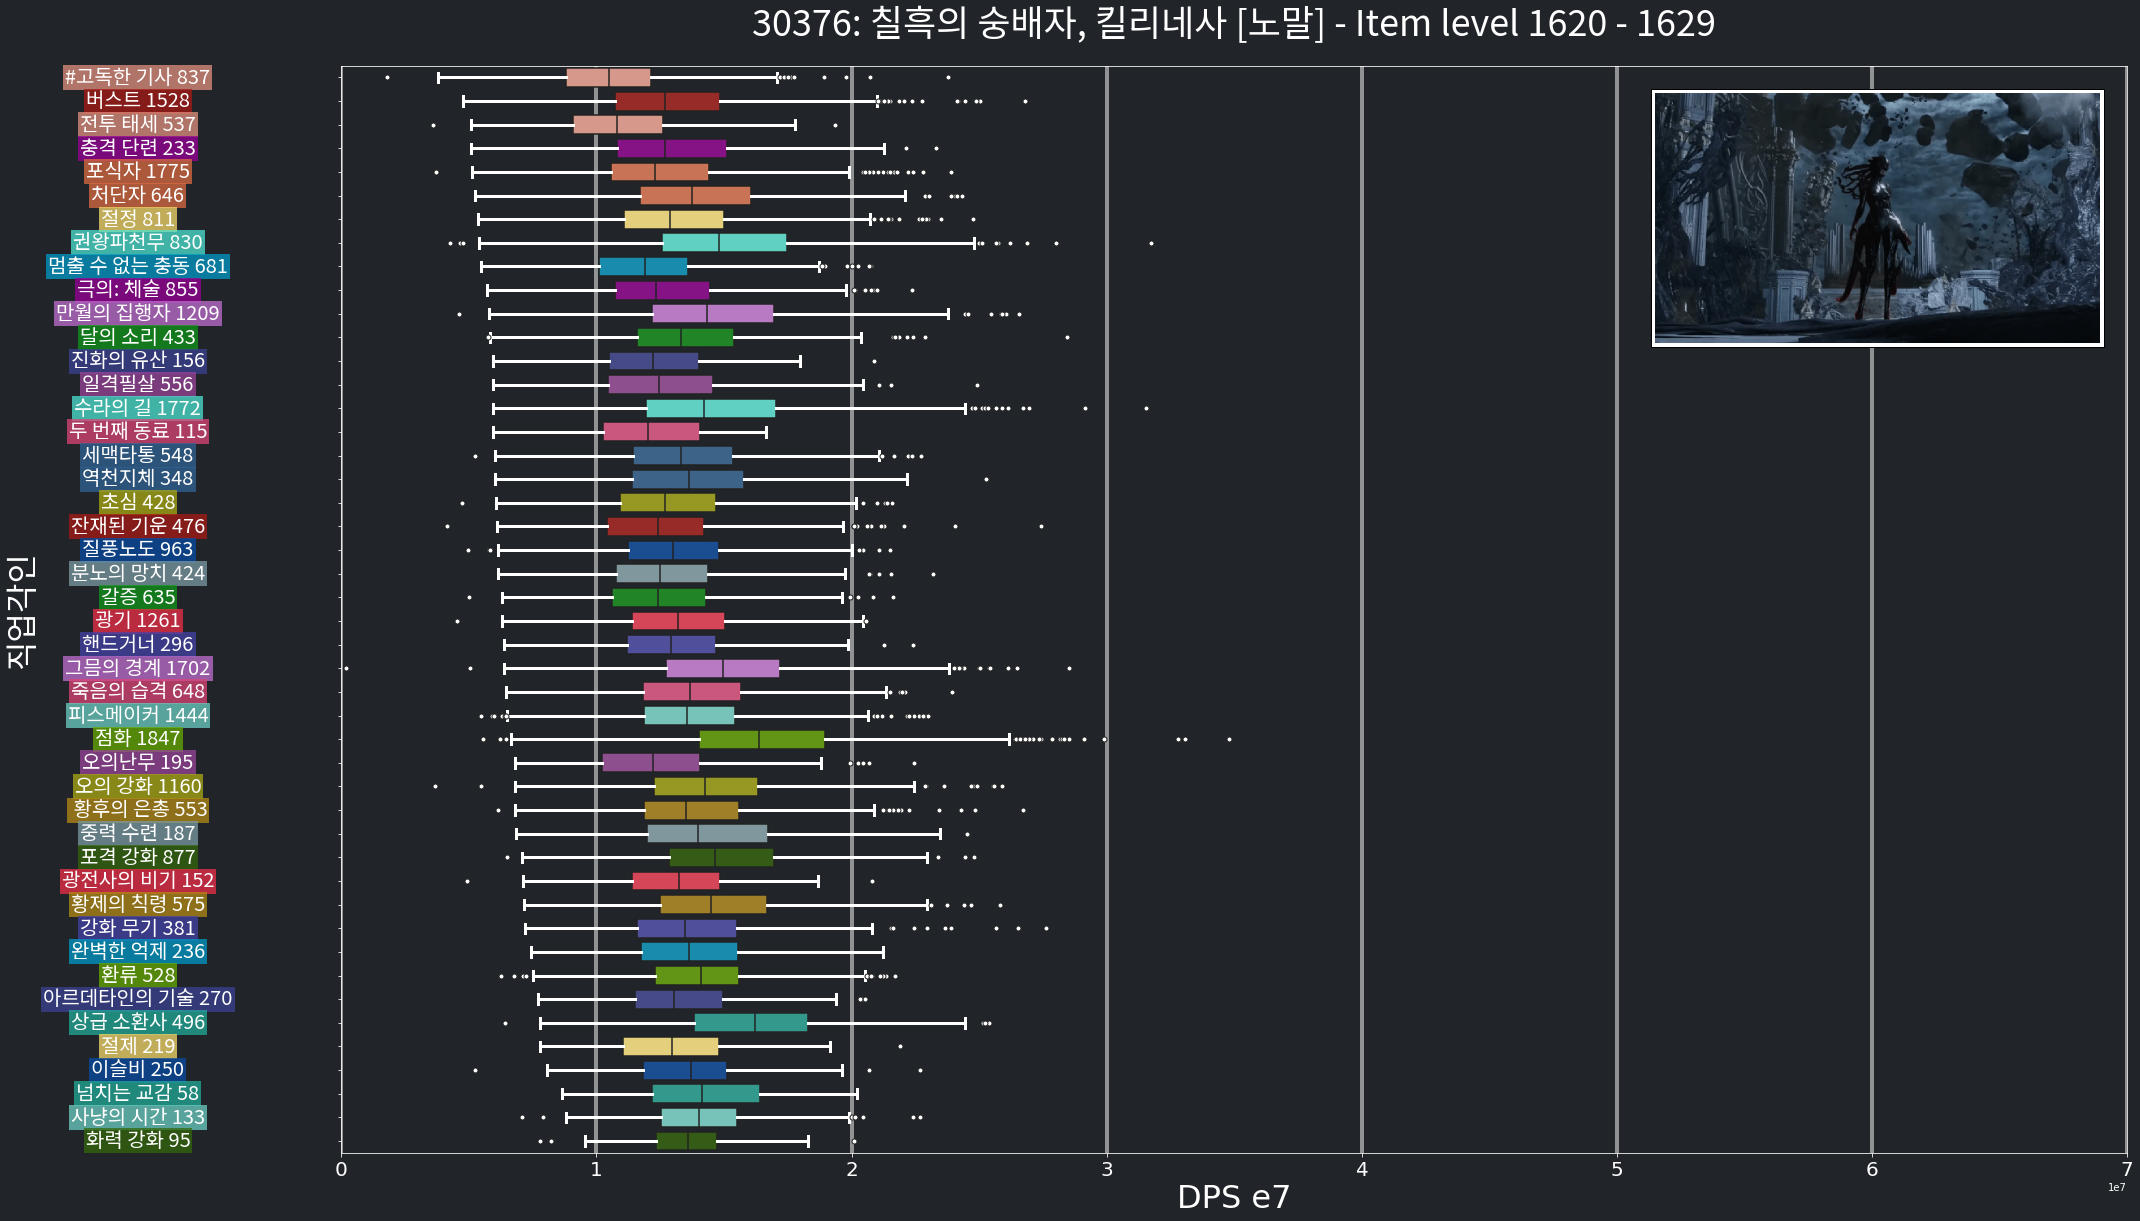 30376: 칠흑의 숭배자, 킬리네사 [노말] - Item level 1620 - 1629
#고독한 기사 837
버스트 1528
전투 태세 537
충격 단련 233
포식자 1775
처단자 646
절정 811
권왕파천무 830
멈출 수 없는 충동 681
극의: 체술 855
만월의 집행자 1209
달의 소리 433
진화의 유산 156
일격필살 556
수라의 길 1772
두 번째 동료 115
세맥타통 548
역천지체 348
초심 428
잔재된 기운 476
질풍노도 963
분노의 망치 424
갈증 635
광기 1261
핸드거너 296
그믐의 경계 1702
죽음의 습격 648
피스메이커 1444
점화 1847
오의난무 195
오의 강화 1160
황후의 은총 553
중력 수련 187
포격 강화 877
광전사의 비기 152
황제의 칙령 575
강화 무기 381
완벽한 억제 236
환류 528
아르데타인의 기술 270
상급 소환사 496
절제 219
이슬비 250
넘치는 교감 58
사냥의 시간 133
화력 강화 95
직업각인
0 1 2 3 4 5 6 7
1e7
DPS e7